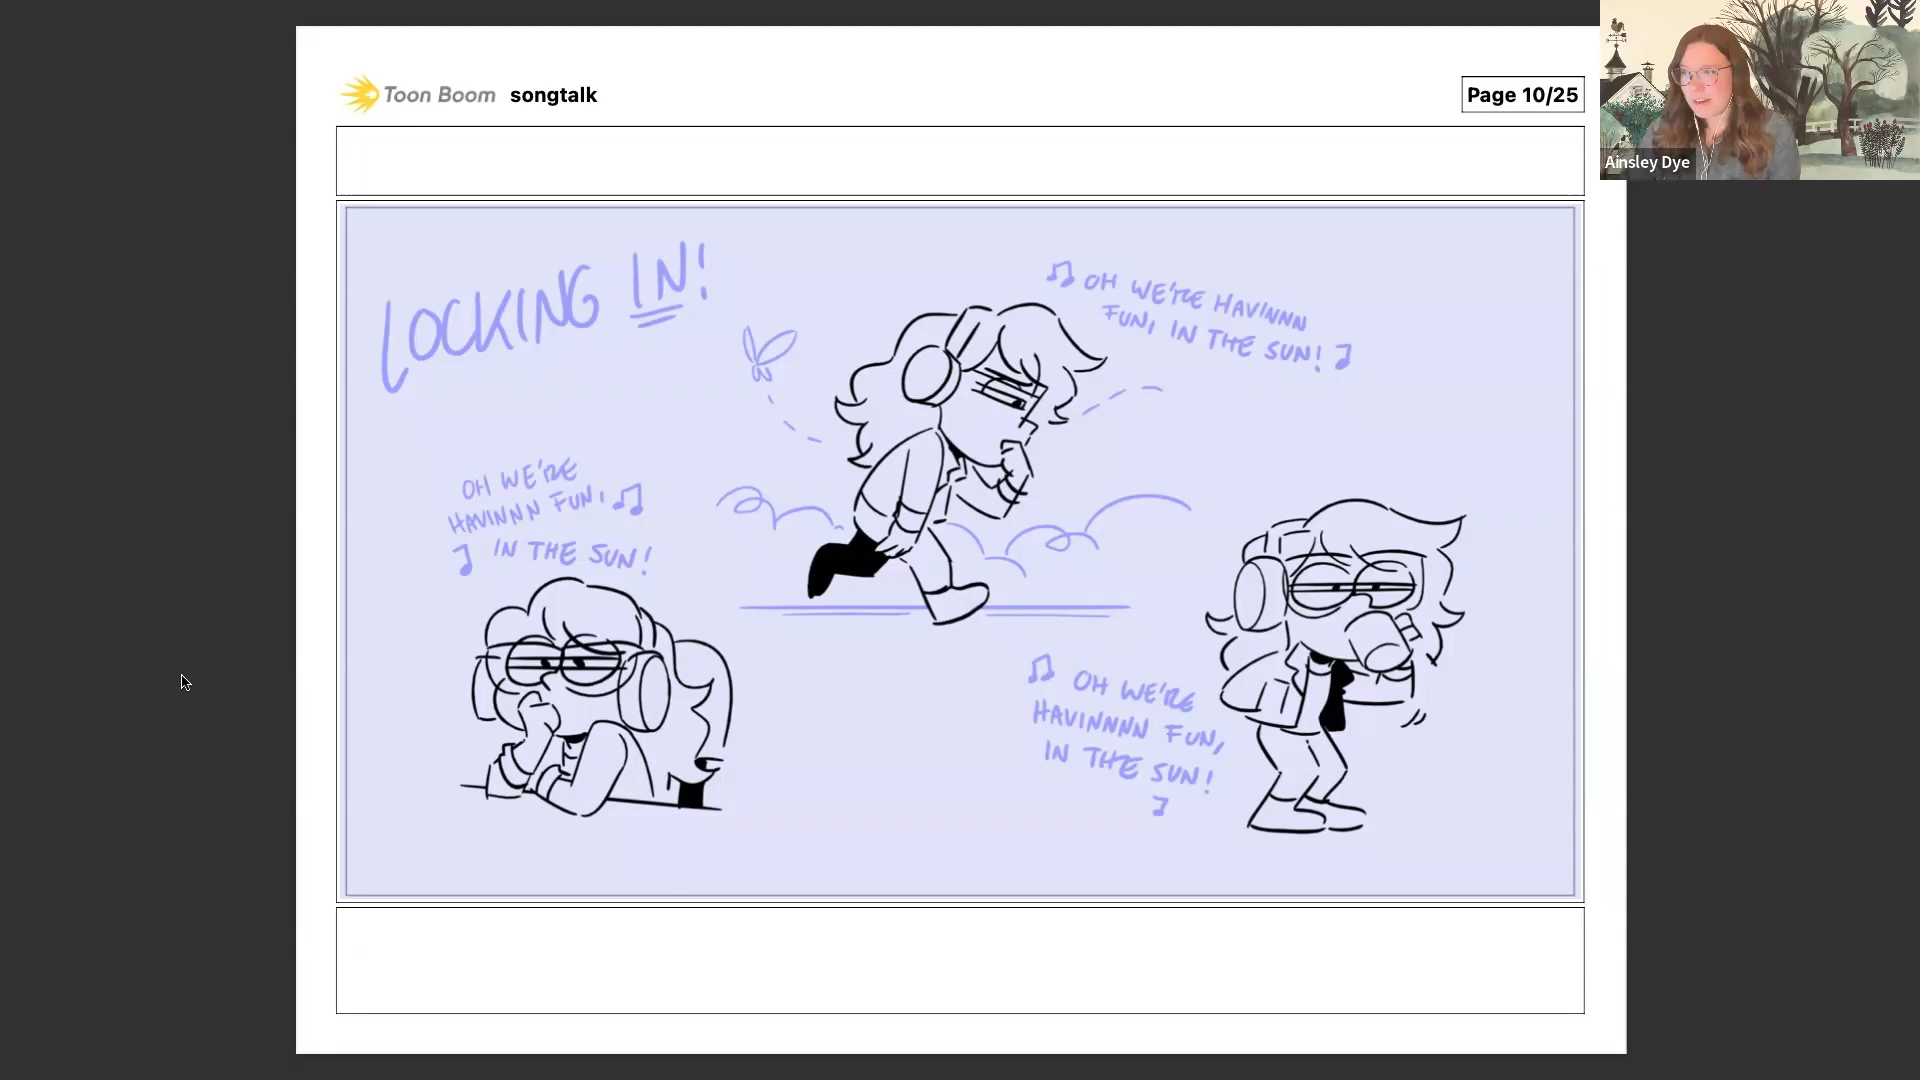 Toon Boom songtalk
Page 10/25
Ainsley Dye
LOCKING IN!
OH WE'RE HAVINNN
FUN, IN THE SUN!
OH WE'RE
HAVINNN FUN,
IN THE SUN!
OH WE'RE
HAVINNNN FUN,
IN THE SUN!